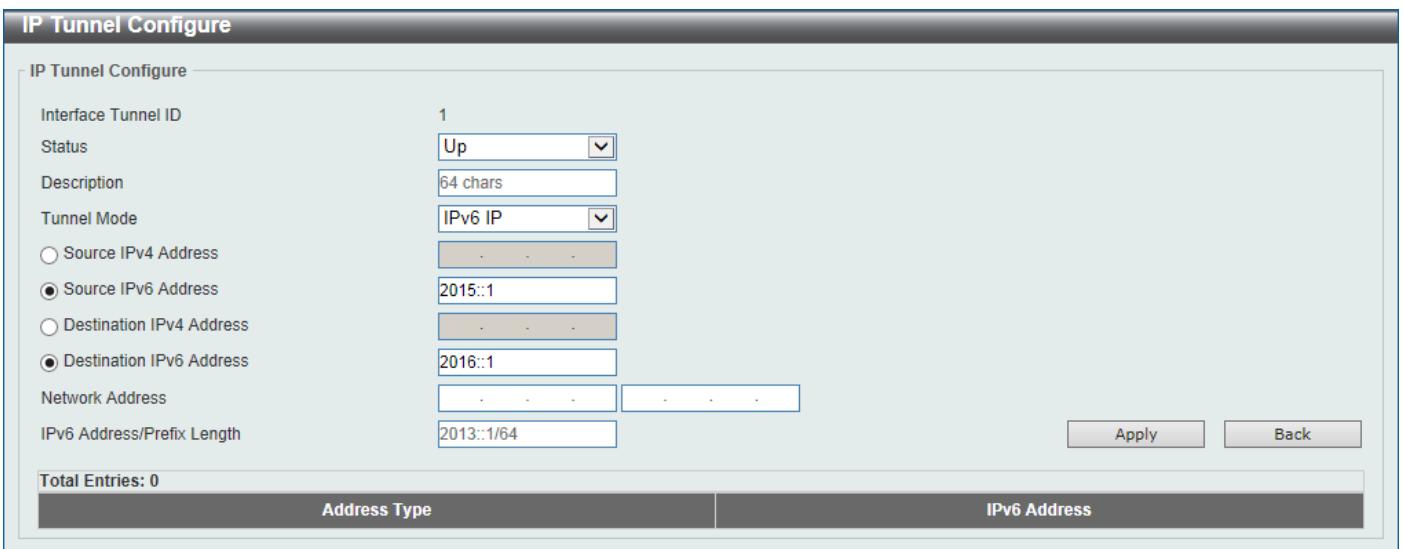 IP Tunnel Configure
IP Tunnel Configure
Interface Tunnel ID 1
Status Up
Description 64 chars
Tunnel Mode IPv6 IP
Source IPv4 Address . . .
Source IPv6 Address 2015::1
Destination IPv4 Address . . .
Destination IPv6 Address 2016::1
Network Address . . . . . .
IPv6 Address/Prefix Length 2013::1/64 Apply Back
Total Entries: 0
Address Type IPv6 Address